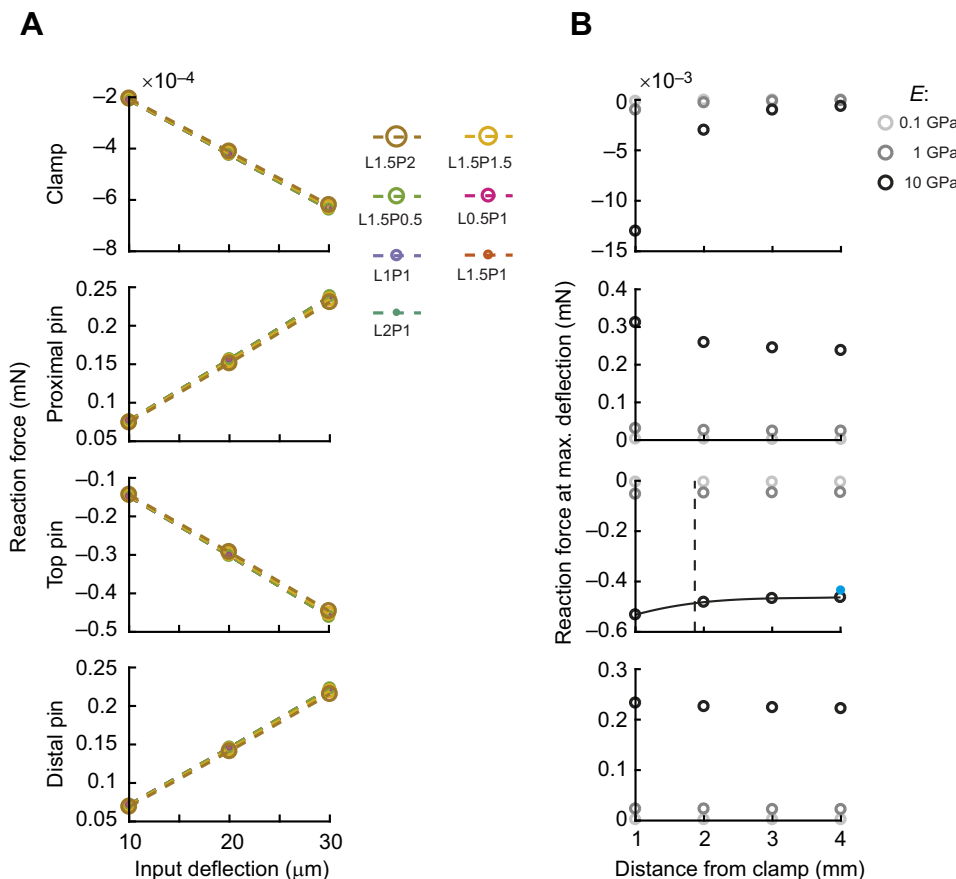 A
×10–4
–2
–4
–6
–8
Clamp
L1.5P2
L1.5P1.5
L1.5P0.5
L0.5P1
L1P1
L1.5P1
L2P1
0.25
0.2
0.15
0.1
0.05
Proximal pin
Reaction force (mN)
–0.1
–0.2
–0.3
–0.4
–0.5
Top pin
0.25
0.2
0.15
0.1
0.05
Distal pin
10
20
30
Input deflection (μm)
B
×10–3
0
–5
–10
–15
E:
0.1 GPa
1 GPa
10 GPa
0.4
0.3
0.2
0.1
0
Reaction force at max. deflection (mN)
0
–0.2
–0.4
–0.6
0.3
0.2
0.1
0
1
2
3
4
Distance from clamp (mm)